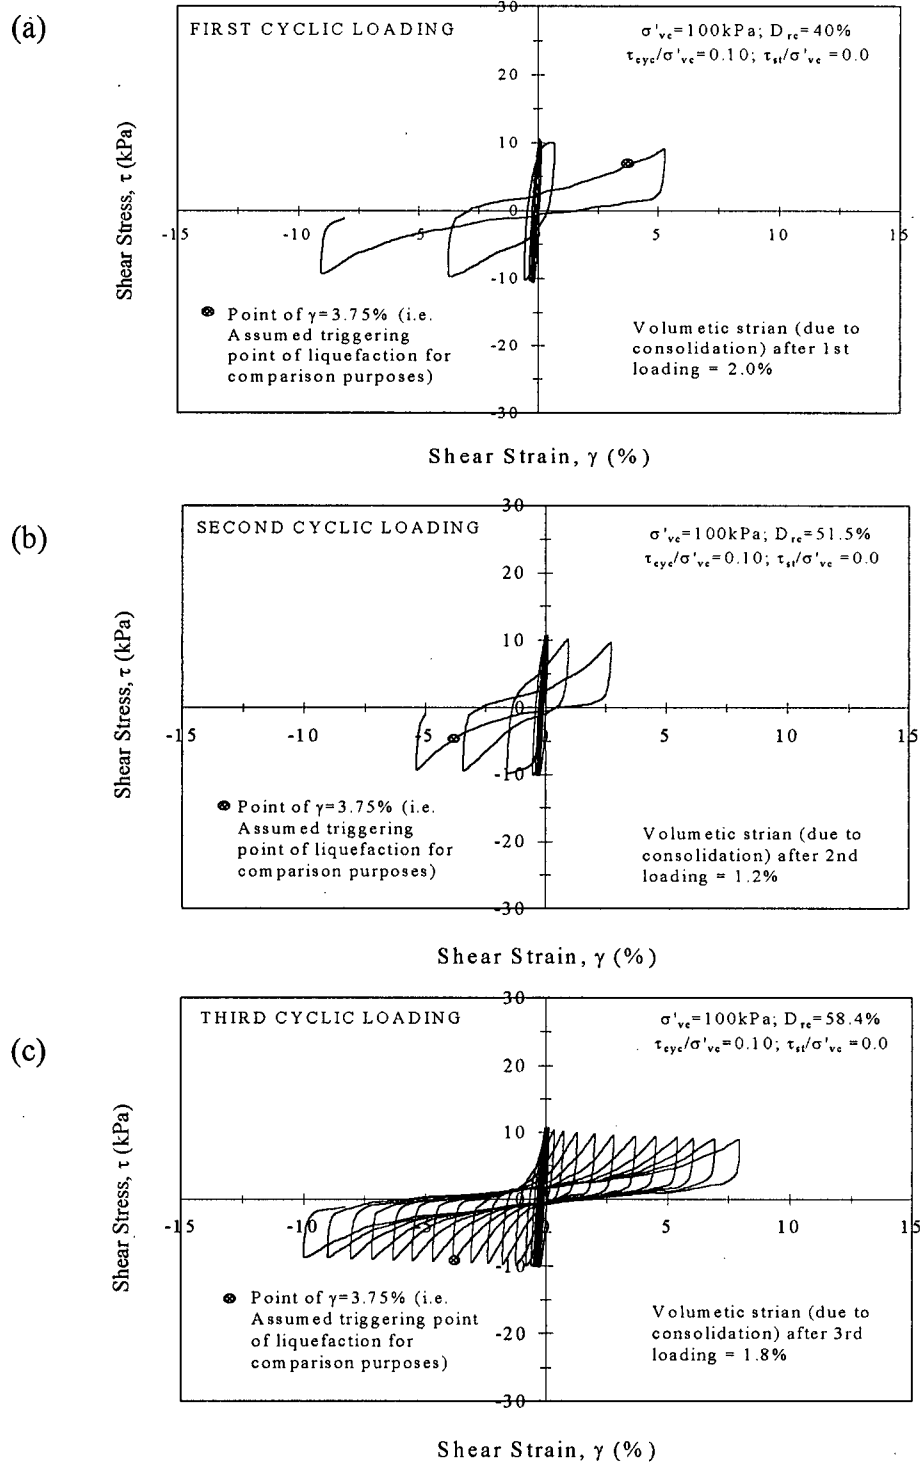 (a)
FIRST CYCLIC LOADING
σ'vc=100kPa; Drc=40%
τcyc/σ'vc=0.10; τst/σ'vc =0.0
30
20
10
0
-10
-20
-30
-15
-10
-5
5
10
15
Shear Stress, τ (kPa)
Point of γ=3.75% (i.e.
Assumed triggering
point of liquefaction for
comparison purposes)
Volumetic strian (due to
consolidation) after 1st
loading = 2.0%
Shear Strain, γ (%)
(b)
SECOND CYCLIC LOADING
σ'vc=100kPa; Drc=51.5%
τcyc/σ'vc=0.10; τst/σ'vc =0.0
30
20
10
0
-10
-20
-30
-15
-10
-5
5
10
15
Shear Stress, τ (kPa)
Point of γ=3.75% (i.e.
Assumed triggering
point of liquefaction for
comparison purposes)
Volumetic strian (due to
consolidation) after 2nd
loading = 1.2%
Shear Strain, γ (%)
(c)
THIRD CYCLIC LOADING
σ'vc=100kPa; Drc=58.4%
τcyc/σ'vc=0.10; τst/σ'vc =0.0
30
20
10
0
-10
-20
-30
-15
-10
-5
5
10
15
Shear Stress, τ (kPa)
Point of γ=3.75% (i.e.
Assumed triggering point
of liquefaction for
comparison purposes)
Volumetic strian (due to
consolidation) after 3rd
loading = 1.8%
Shear Strain, γ (%)